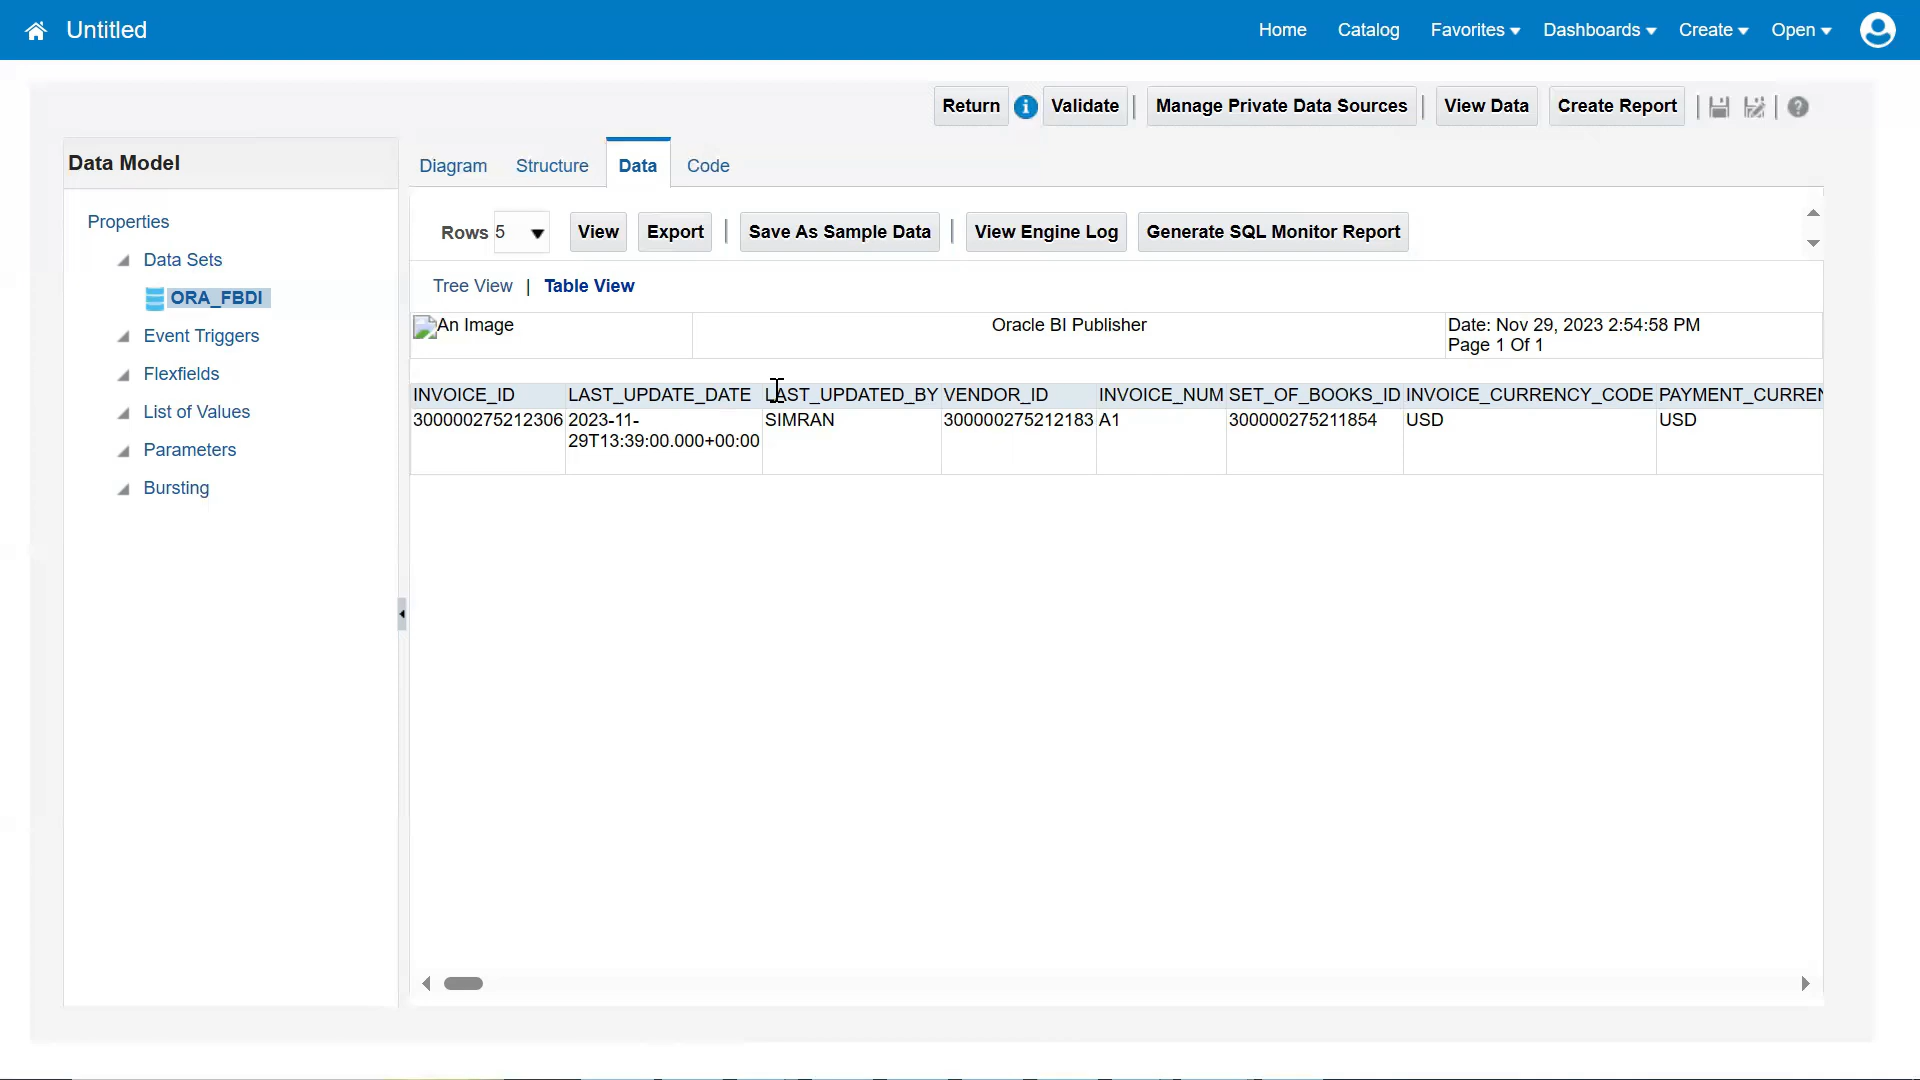 Untitled
Home Catalog Favorites Dashboards Create Open
Return Validate Manage Private Data Sources View Data Create Report
Data Model
Properties
Data Sets
ORA_FBDI
Event Triggers
Flexfields
List of Values
Parameters
Bursting
Diagram Structure Data Code
Rows 5 View Export Save As Sample Data View Engine Log Generate SQL Monitor Report
Tree View | Table View
An Image
Oracle BI Publisher
Date: Nov 29, 2023 2:54:58 PM
Page 1 Of 1
INVOICE_ID LAST_UPDATE_DATE LAST_UPDATED_BY VENDOR_ID INVOICE_NUM SET_OF_BOOKS_ID INVOICE_CURRENCY_CODE PAYMENT_CURREN
300000275212306 2023-11- SIMRAN 300000275212183 A1 300000275211854 USD USD
29T13:39:00.000+00:00